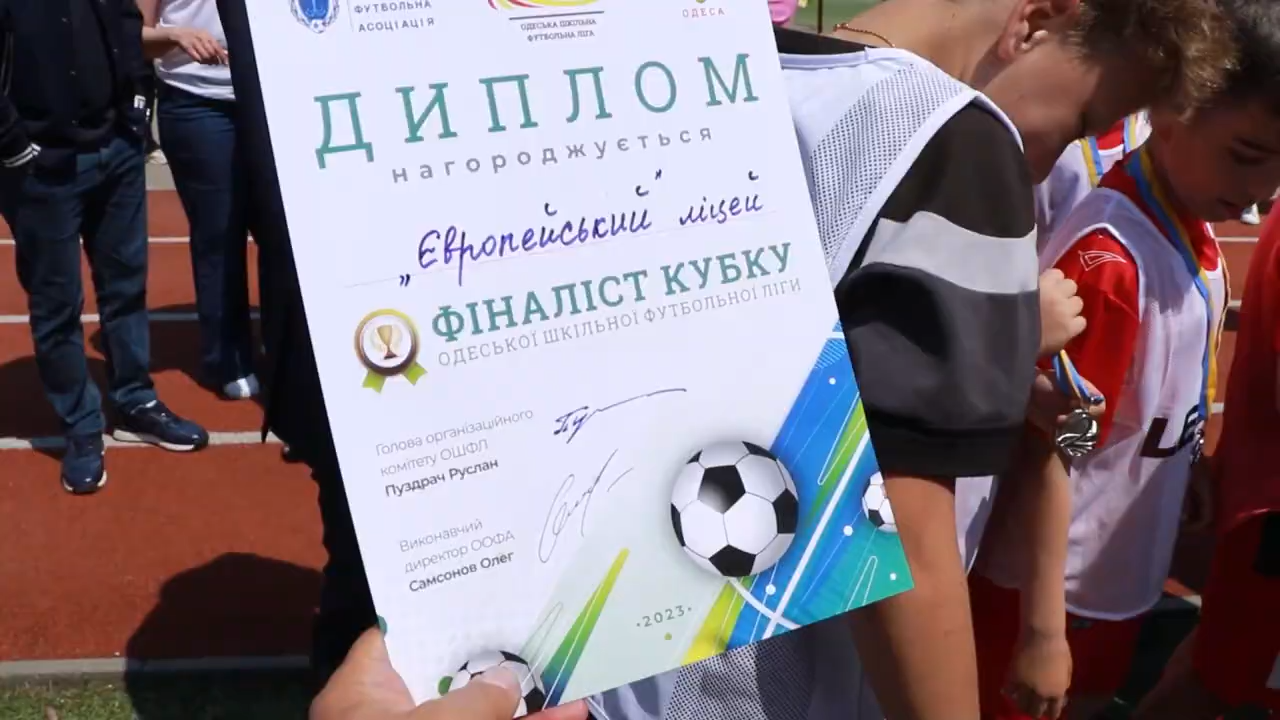 ФУТБОЛЬНА
АСОЦІАЦІЯ
ОДЕСЬКА ШКІЛЬНА
ФУТБОЛЬНА ЛІГА
ОДЕСА
ДИПЛОМ
нагороджується
„Європейський" ліцей
ФІНАЛІСТ КУБКУ
ОДЕСЬКОЇ ШКІЛЬНОЇ ФУТБОЛЬНОЇ ЛІГИ
Голова організаційного
комітету ОШФЛ
Пуздрач Руслан
Виконавчий
директор ООФА
Самсонов Олег
·2023·